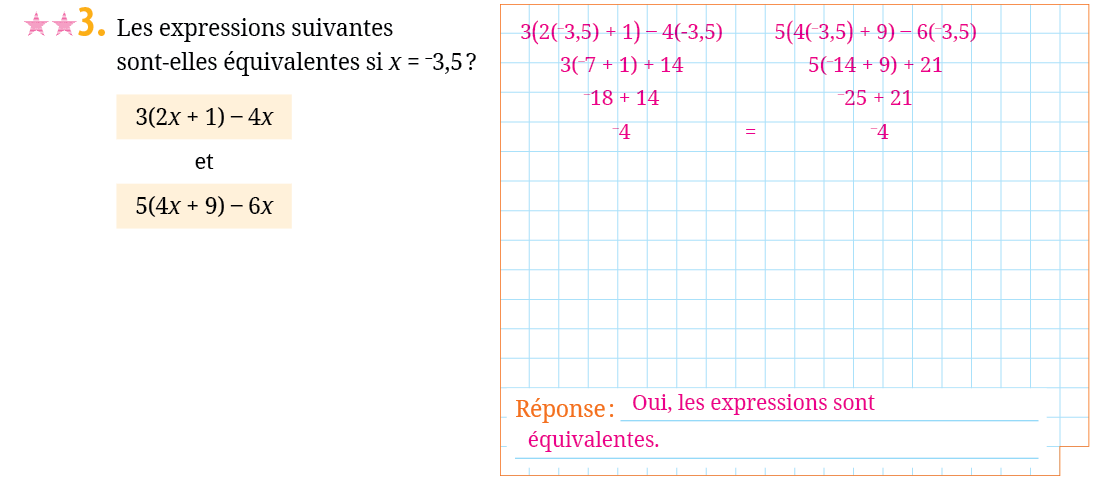 3. Les expressions suivantes
sont-elles équivalentes si x = ⁻3,5 ?
3(2x + 1) – 4x
et
5(4x + 9) – 6x
3(2(⁻3,5) + 1) – 4(-3,5)
3(⁻7 + 1) + 14
⁻18 + 14
⁻4
=
5(4(⁻3,5) + 9) – 6(⁻3,5)
5(⁻14 + 9) + 21
⁻25 + 21
⁻4
Réponse : Oui, les expressions sont
équivalentes.